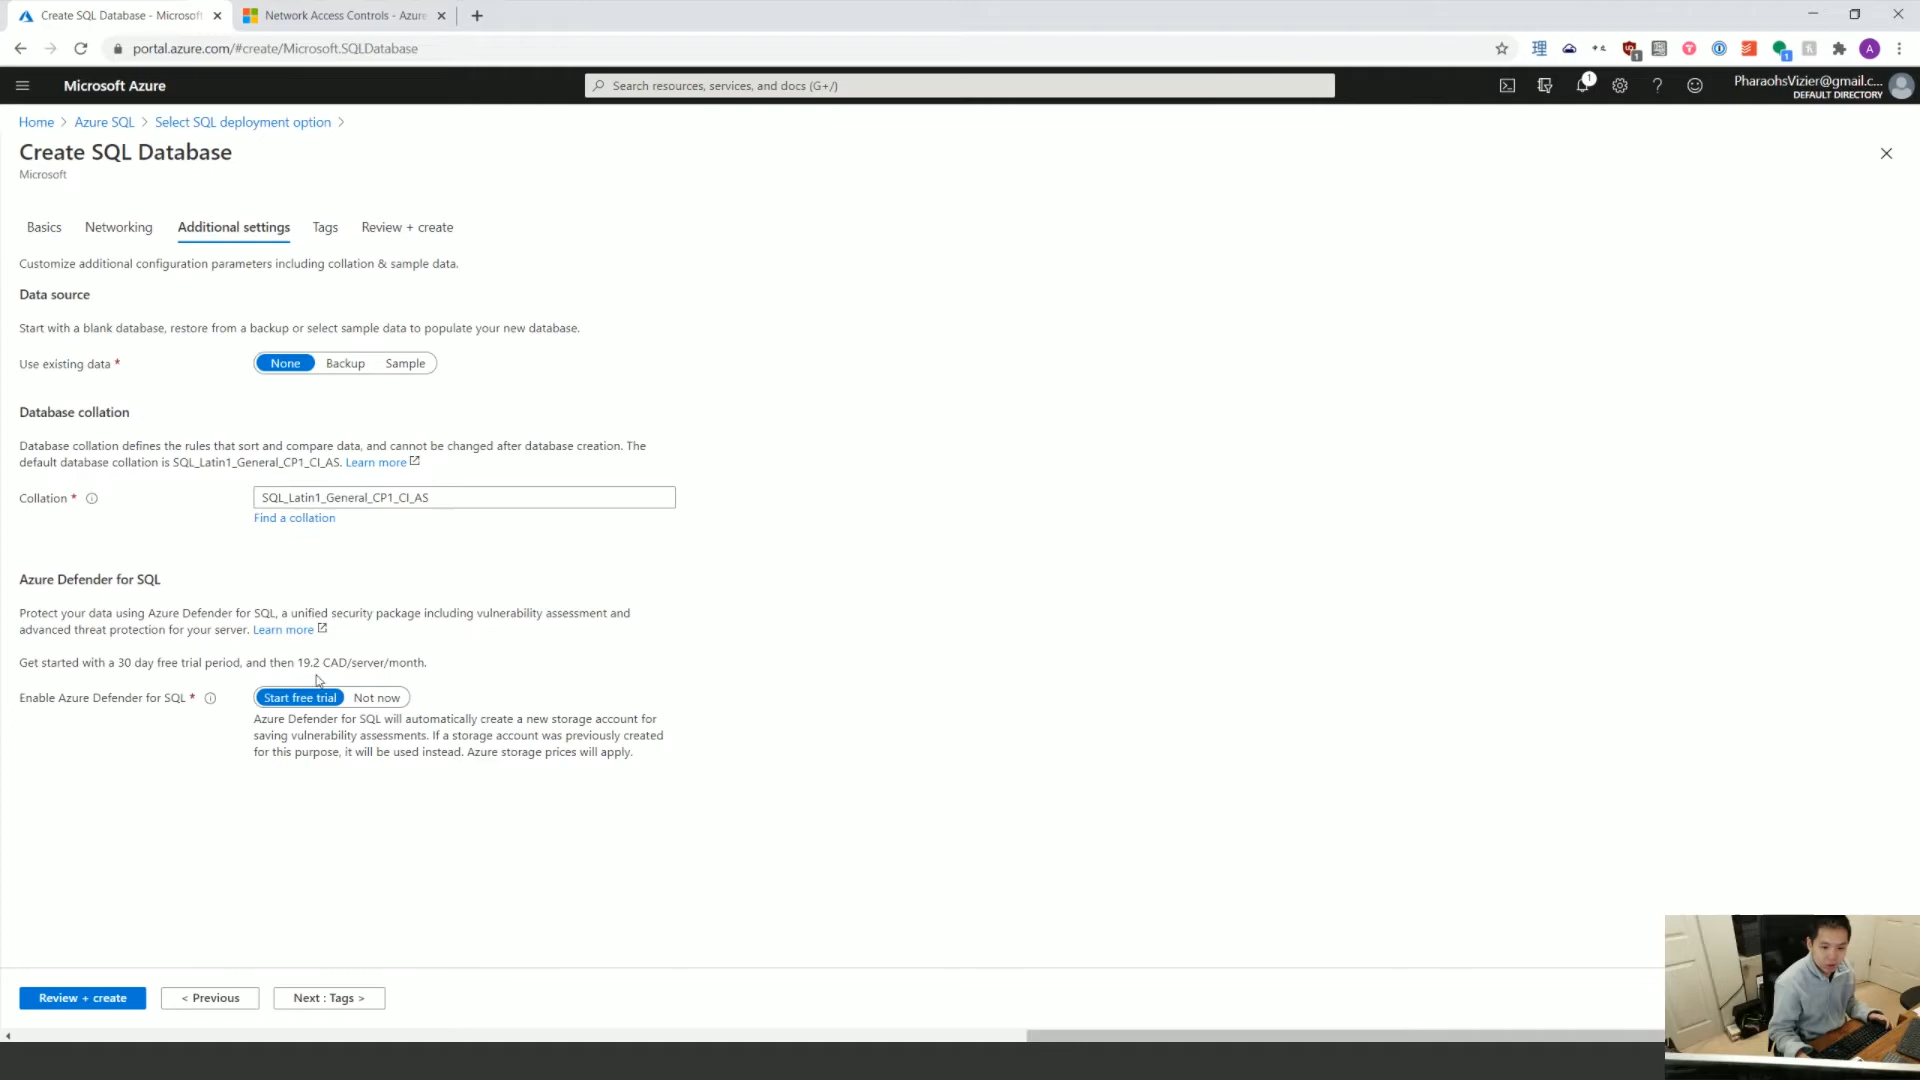 Create SQL Database - Microsoft
Network Access Controls - Azure
portal.azure.com/#create/Microsoft.SQLDatabase
Microsoft Azure
Search resources, services, and docs (G+/)
1
PharaohsVizier@gmail.c...
DEFAULT DIRECTORY
Home > Azure SQL > Select SQL deployment option >
Create SQL Database
Microsoft
Basics Networking Additional settings Tags Review + create
Customize additional configuration parameters including collation & sample data.
Data source
Start with a blank database, restore from a backup or select sample data to populate your new database.
Use existing data * None Backup Sample
Database collation
Database collation defines the rules that sort and compare data, and cannot be changed after database creation. The
default database collation is SQL_Latin1_General_CP1_CI_AS. Learn more
Collation * SQL_Latin1_General_CP1_CI_AS
Find a collation
Azure Defender for SQL
Protect your data using Azure Defender for SQL, a unified security package including vulnerability assessment and
advanced threat protection for your server. Learn more
Get started with a 30 day free trial period, and then 19.2 CAD/server/month.
Enable Azure Defender for SQL * Start free trial Not now
Azure Defender for SQL will automatically create a new storage account for
saving vulnerability assessments. If a storage account was previously created
for this purpose, it will be used instead. Azure storage prices will apply.
Review + create < Previous Next : Tags >